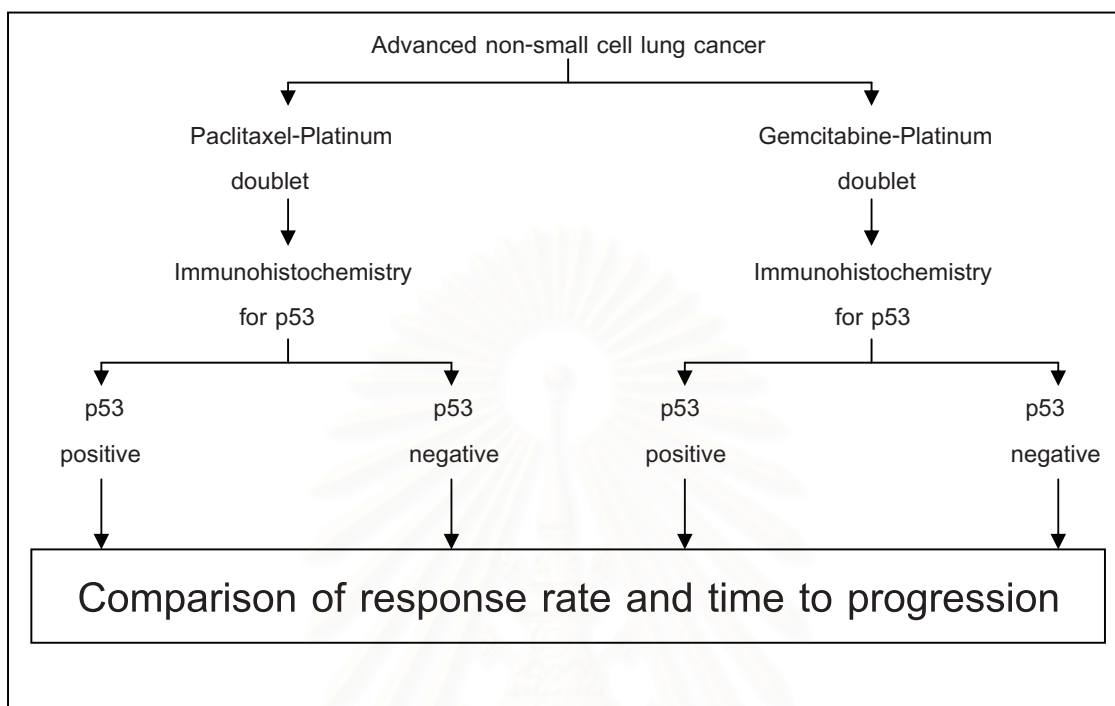 Advanced non-small cell lung cancer
Paclitaxel-Platinum
doublet
Gemcitabine-Platinum
doublet
Immunohistochemistry
for p53
Immunohistochemistry
for p53
p53
positive
p53
negative
p53
positive
p53
negative
Comparison of response rate and time to progression